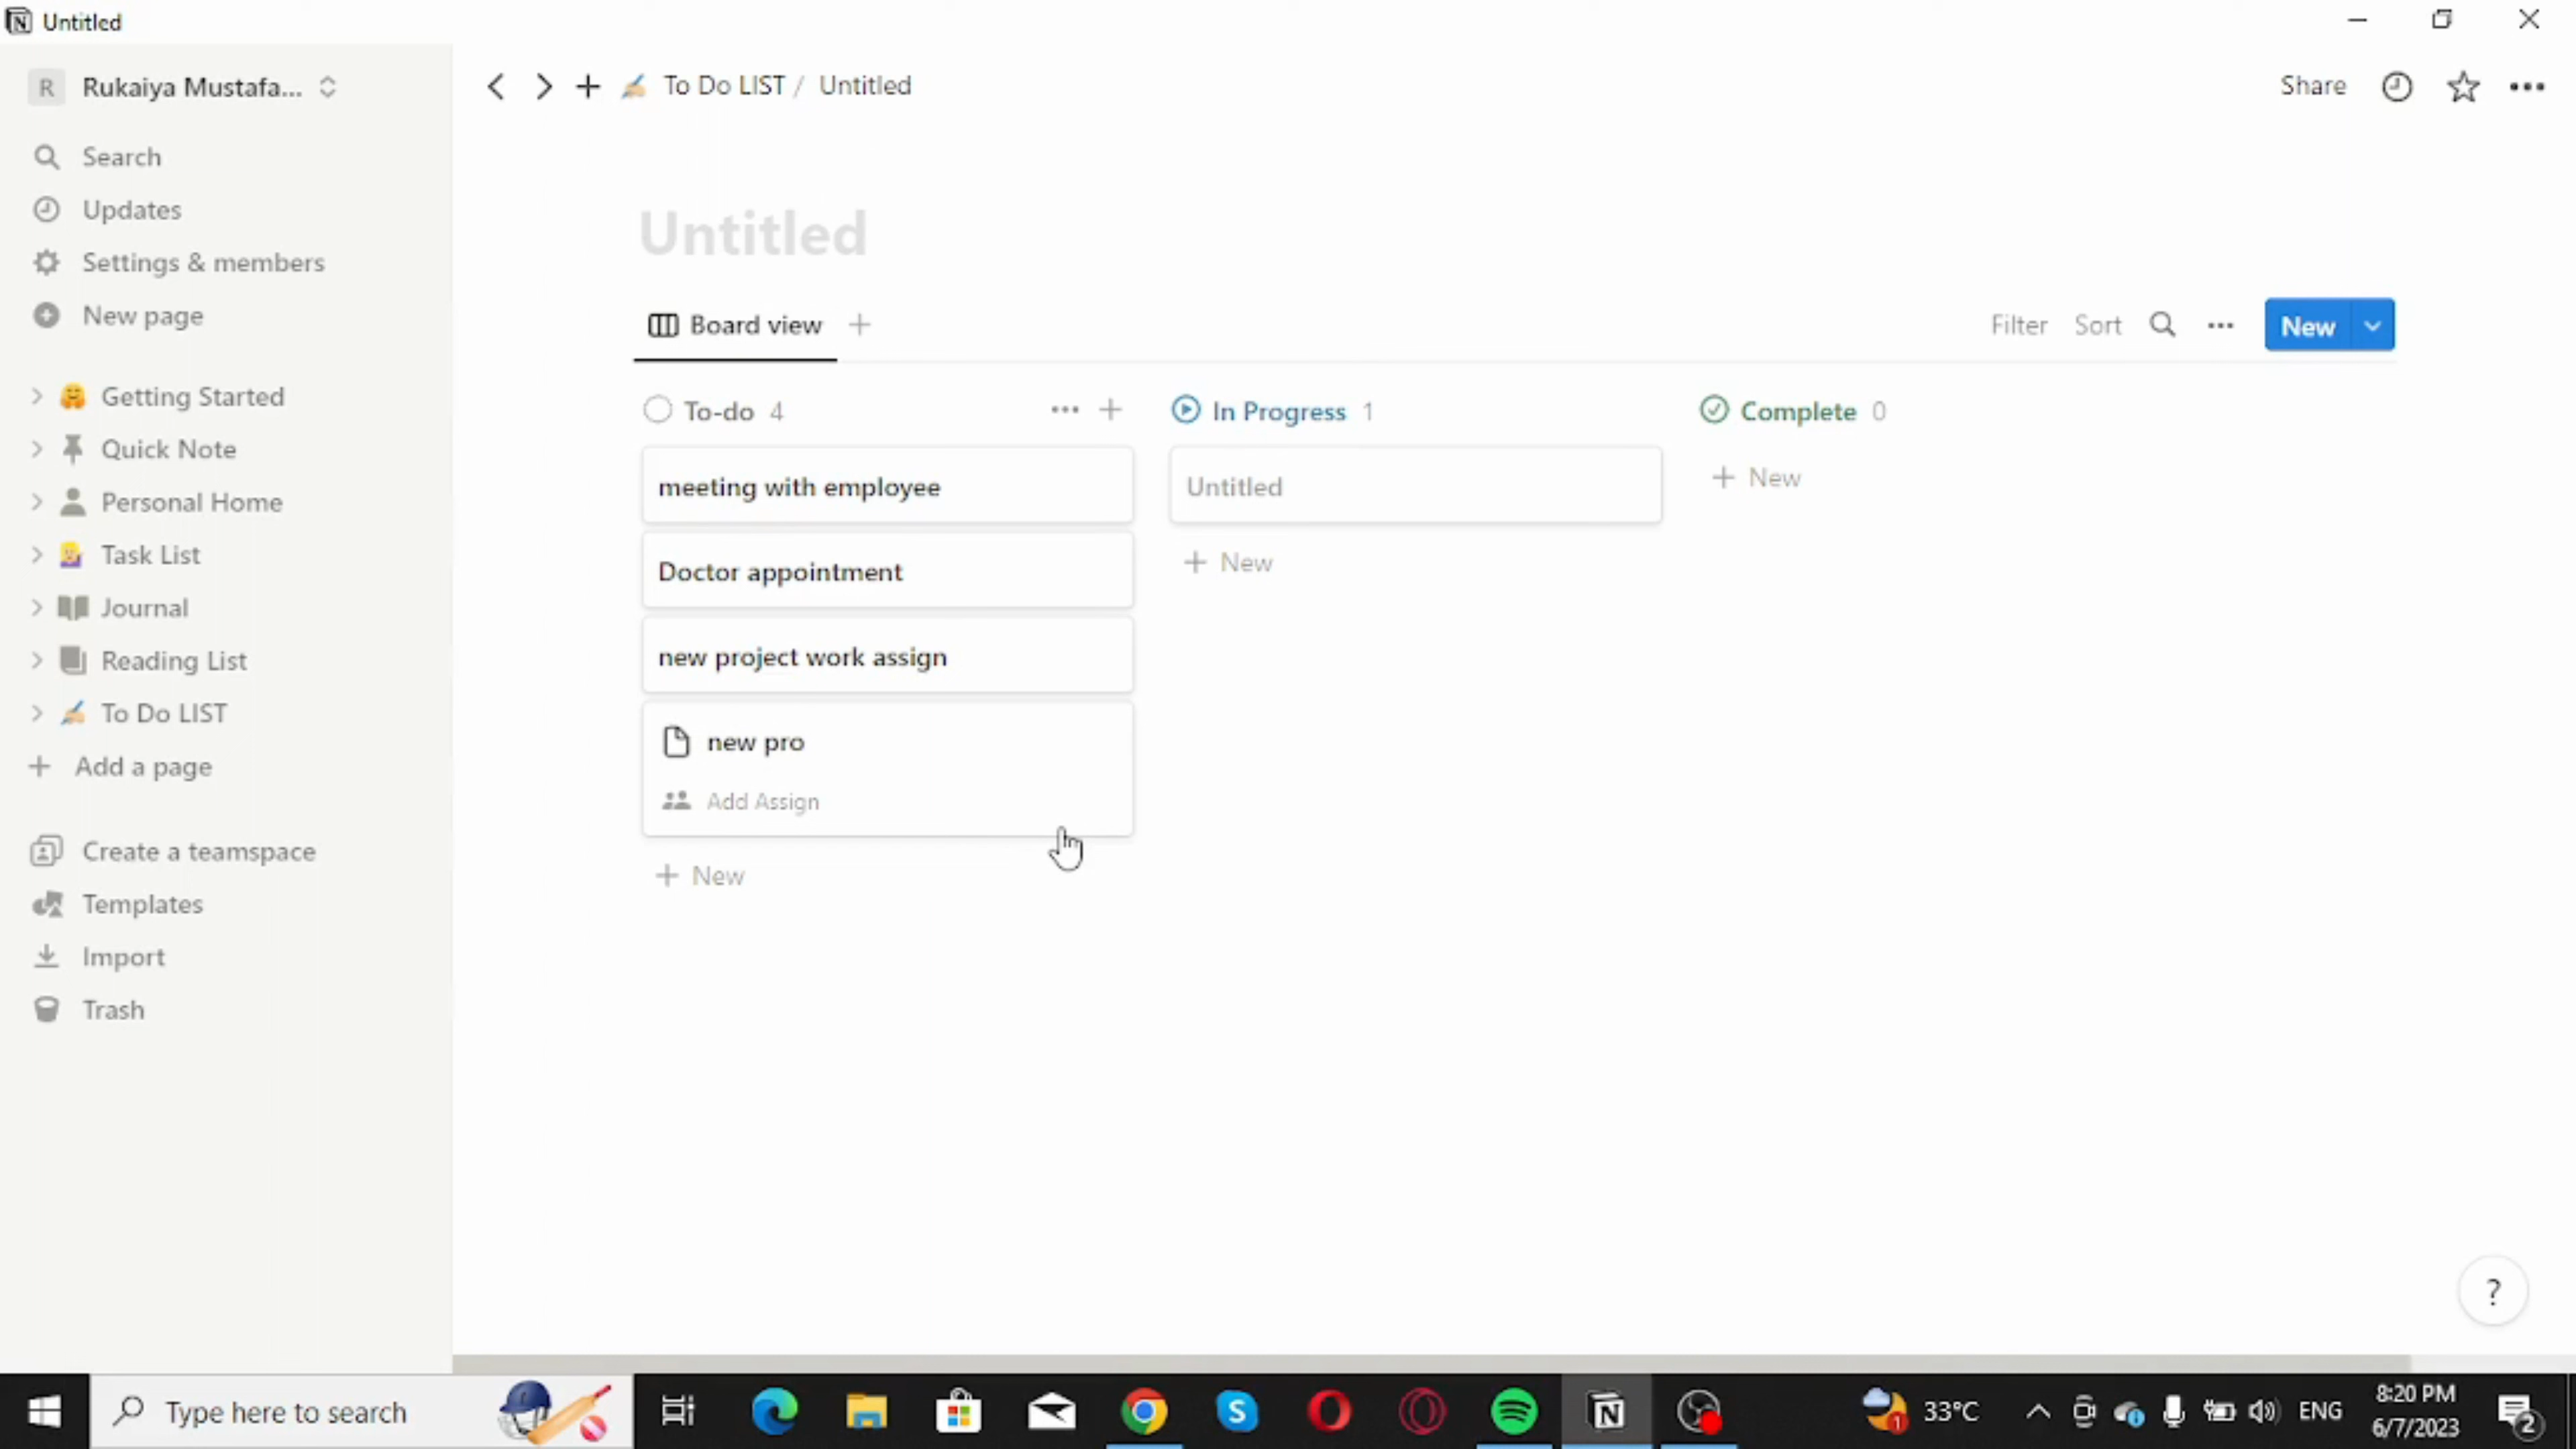 Untitled
R Rukaiya Mustafa...
Search
Updates
Settings & members
New page
Getting Started
Quick Note
Personal Home
Task List
Journal
Reading List
To Do LIST
Add a page
Create a teamspace
Templates
Import
Trash
To Do LIST / Untitled
Share
Untitled
Board view
Filter Sort New
To-do 4
meeting with employee
Doctor appointment
new project work assign
new pro
Add Assign
New
In Progress 1
Untitled
New
Complete 0
New
?
Type here to search
1 33°C
ENG
8:20 PM
6/7/2023
2